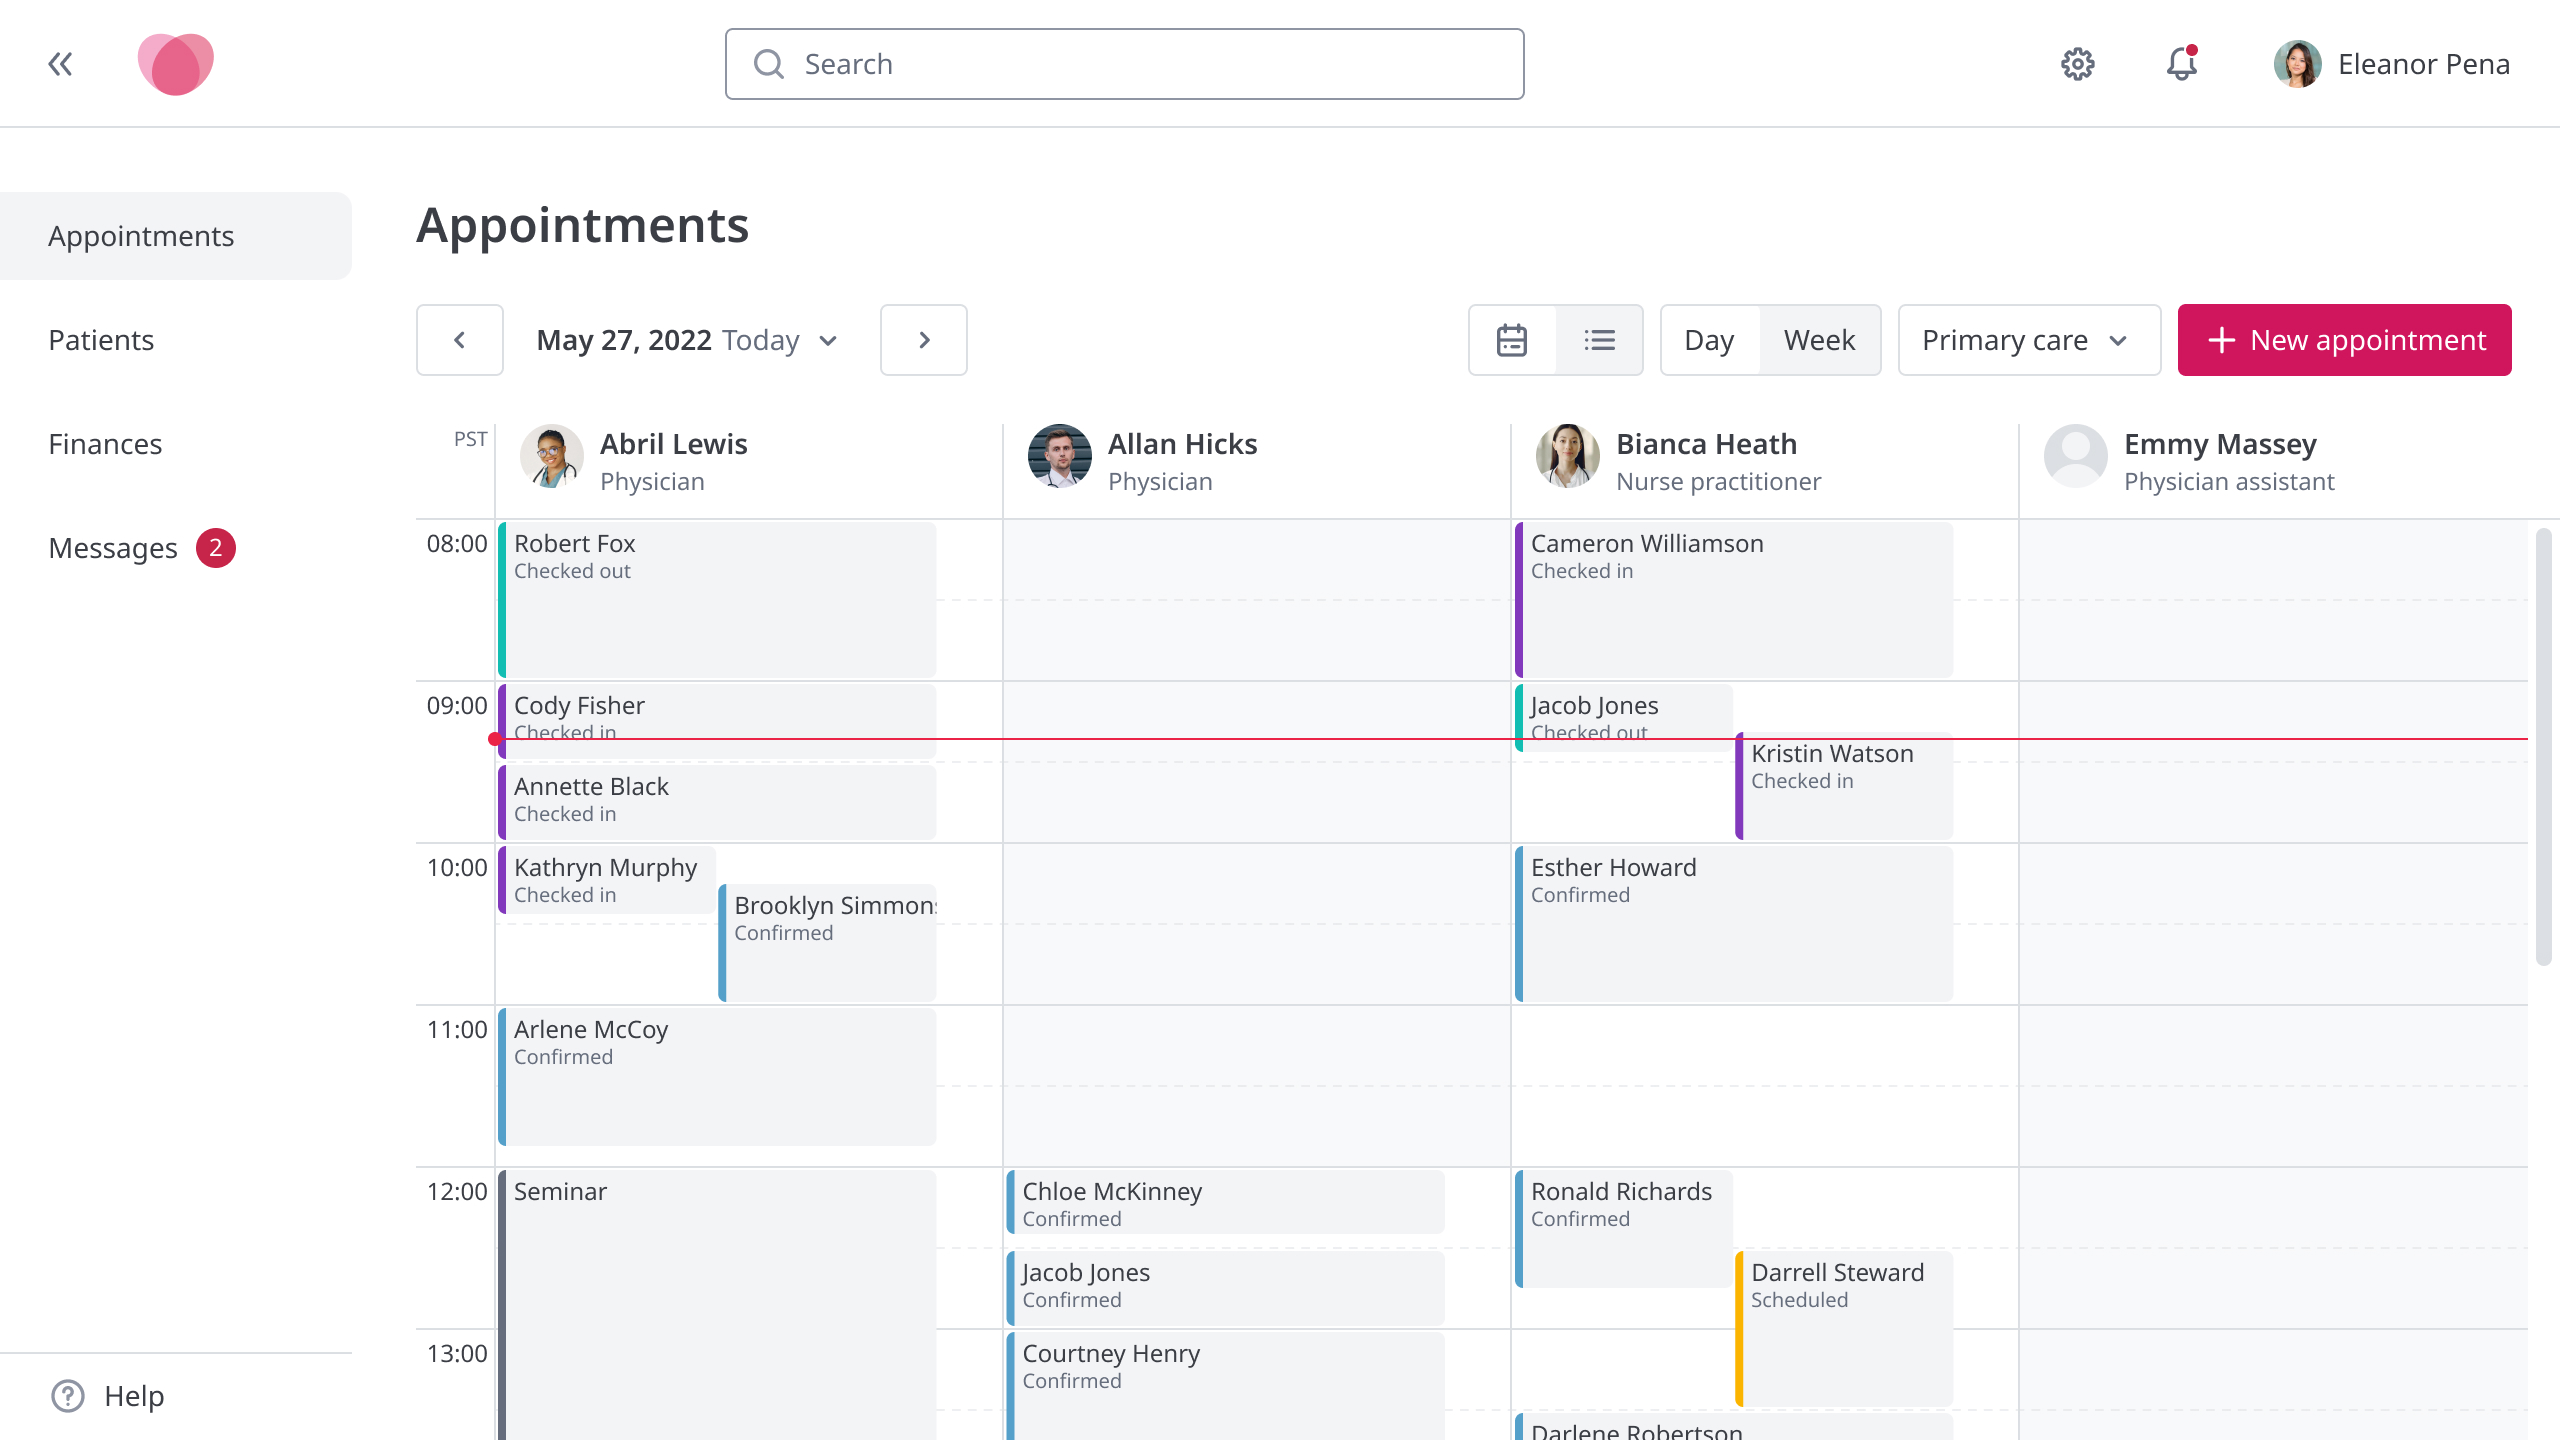 Search
Eleanor Pena
Appointments
Patients
Finances
Messages 2
Help
Appointments
May 27, 2022 Today
Day Week
Primary care
New appointment
PST
Abril Lewis
Physician
Allan Hicks
Physician
Bianca Heath
Nurse practitioner
Emmy Massey
Physician assistant
08:00
Robert Fox
Checked out
Cameron Williamson
Checked in
09:00
Cody Fisher
Checked in
Jacob Jones
Checked out
Kristin Watson
Checked in
Annette Black
Checked in
10:00
Kathryn Murphy
Checked in
Brooklyn Simmons
Confirmed
Esther Howard
Confirmed
11:00
Arlene McCoy
Confirmed
12:00
Seminar
Chloe McKinney
Confirmed
Ronald Richards
Confirmed
Jacob Jones
Confirmed
Darrell Steward
Scheduled
13:00
Courtney Henry
Confirmed
Darlene Robertson